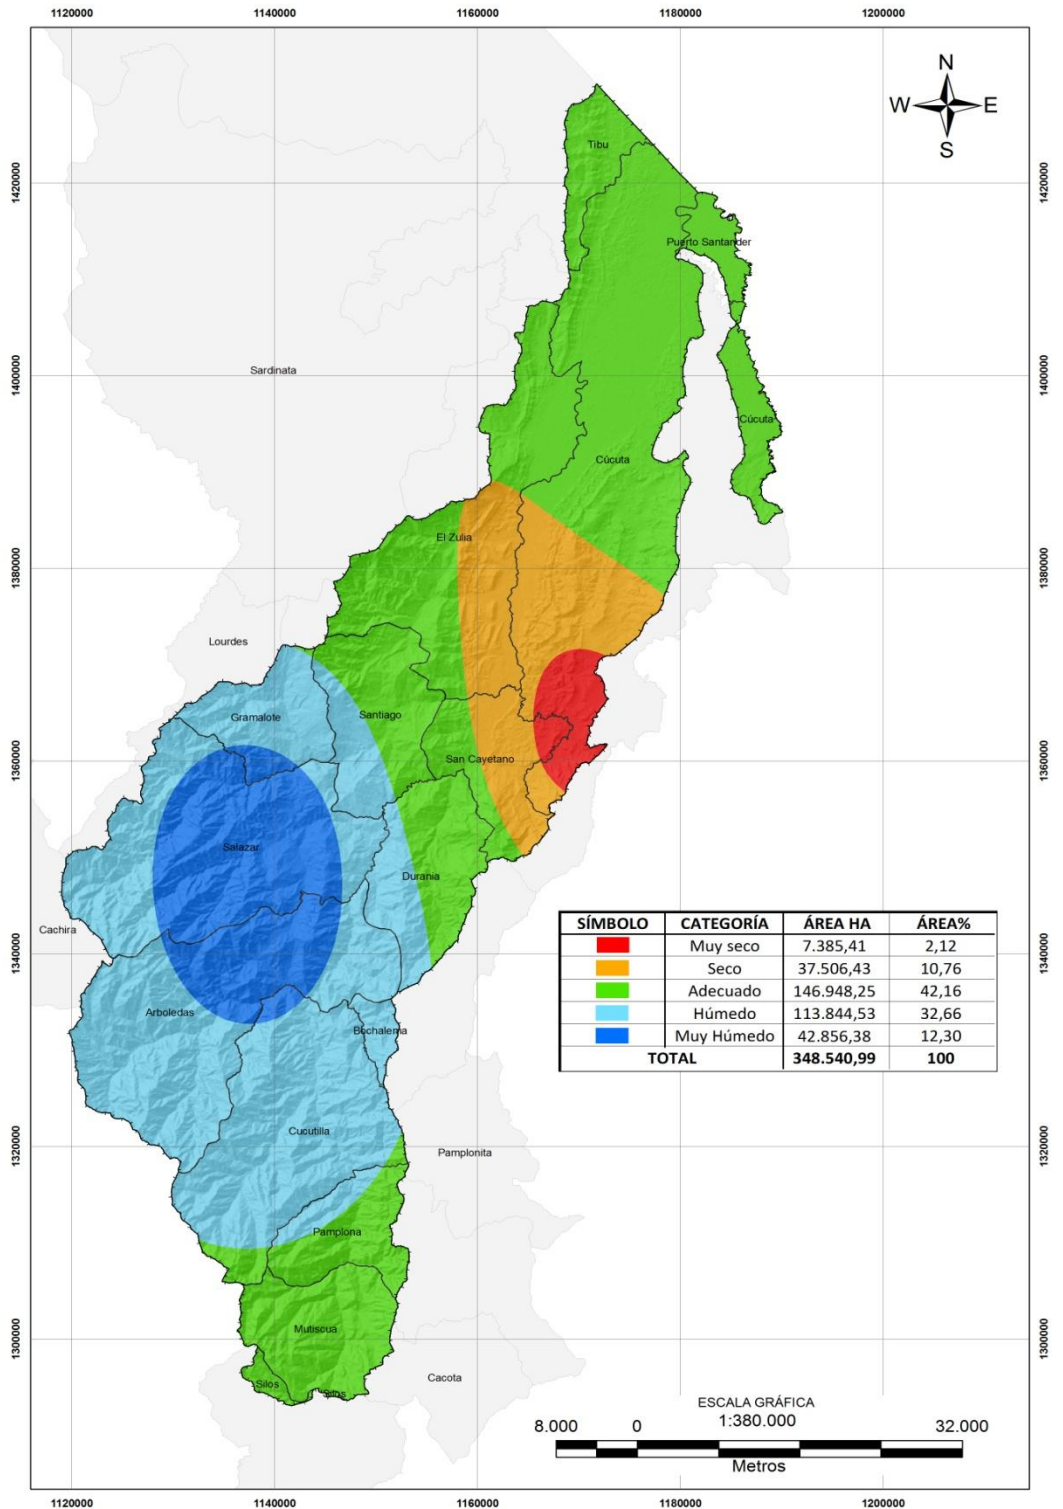 1120000 1140000 1160000 1180000 1200000
N
W E
S
Tibu
1420000 1420000
Puerto Santander
1400000 1400000
Sardinata
Cúcuta
Cúcuta
El Zulia
1380000 1380000
Lourdes
Gramalote
Santiago
San Cayetano
1360000 1360000
Salazar
Durania
SÍMBOLO CATEGORÍA ÁREA HA ÁREA%
Muy seco 7.385,41 2,12
Seco 37.506,43 10,76
Adecuado 146.948,25 42,16
Húmedo 113.844,53 32,66
Muy Húmedo 42.856,38 12,30
TOTAL 348.540,99 100
Cachira
1340000 1340000
Arboledas
Bochalema
Cucutilla
1320000 1320000
Pamplonita
Pamplona
Mutiscua
1300000 1300000
Silos
Silos
Cacota
ESCALA GRÁFICA
1:380.000
8.000 0 32.000
Metros
1120000 1140000 1160000 1180000 1200000